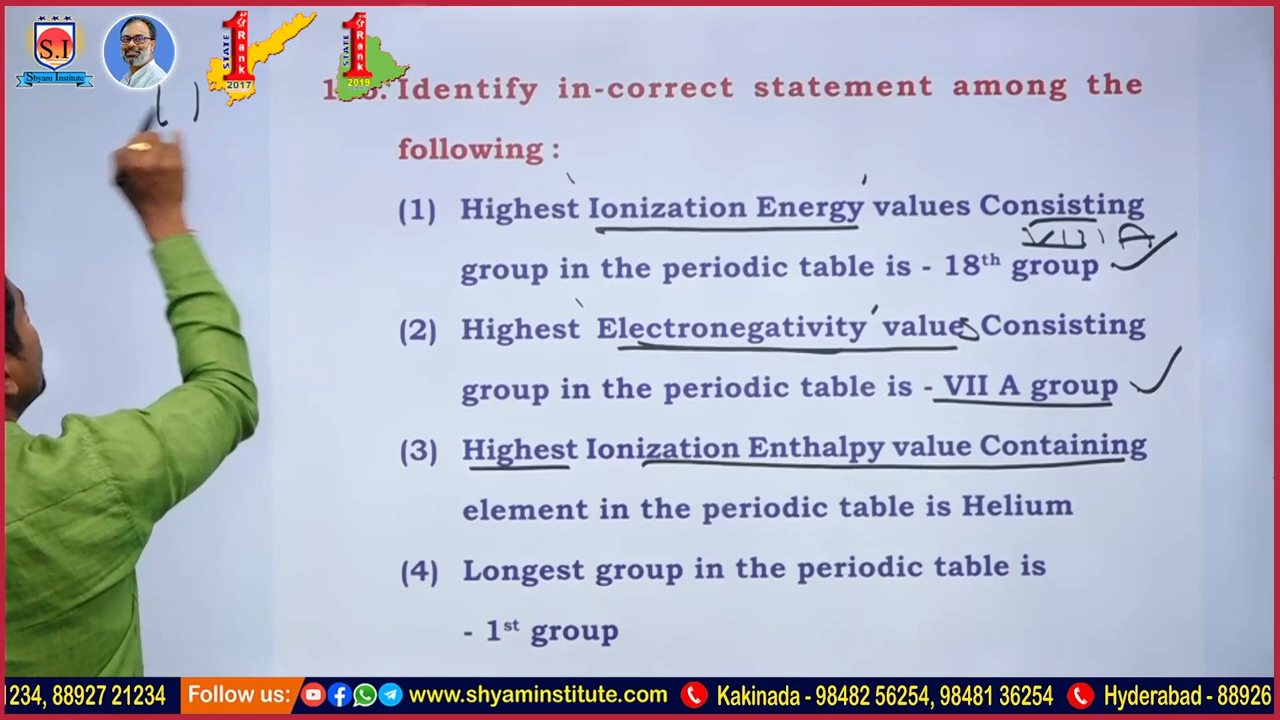 S.I
Shyam Institute
STATE 1 Rank 2017
STATE 1 Rank 2019
Identify in-correct statement among the
following :
(1) Highest Ionization Energy values Consisting
VIII A
group in the periodic table is - 18th group
(2) Highest Electronegativity values Consisting
group in the periodic table is - VII A group
(3) Highest Ionization Enthalpy value Containing
element in the periodic table is Helium
(4) Longest group in the periodic table is
- 1st group
1234, 88927 21234 Follow us: www.shyaminstitute.com Kakinada - 98482 56254, 98481 36254 Hyderabad - 88926